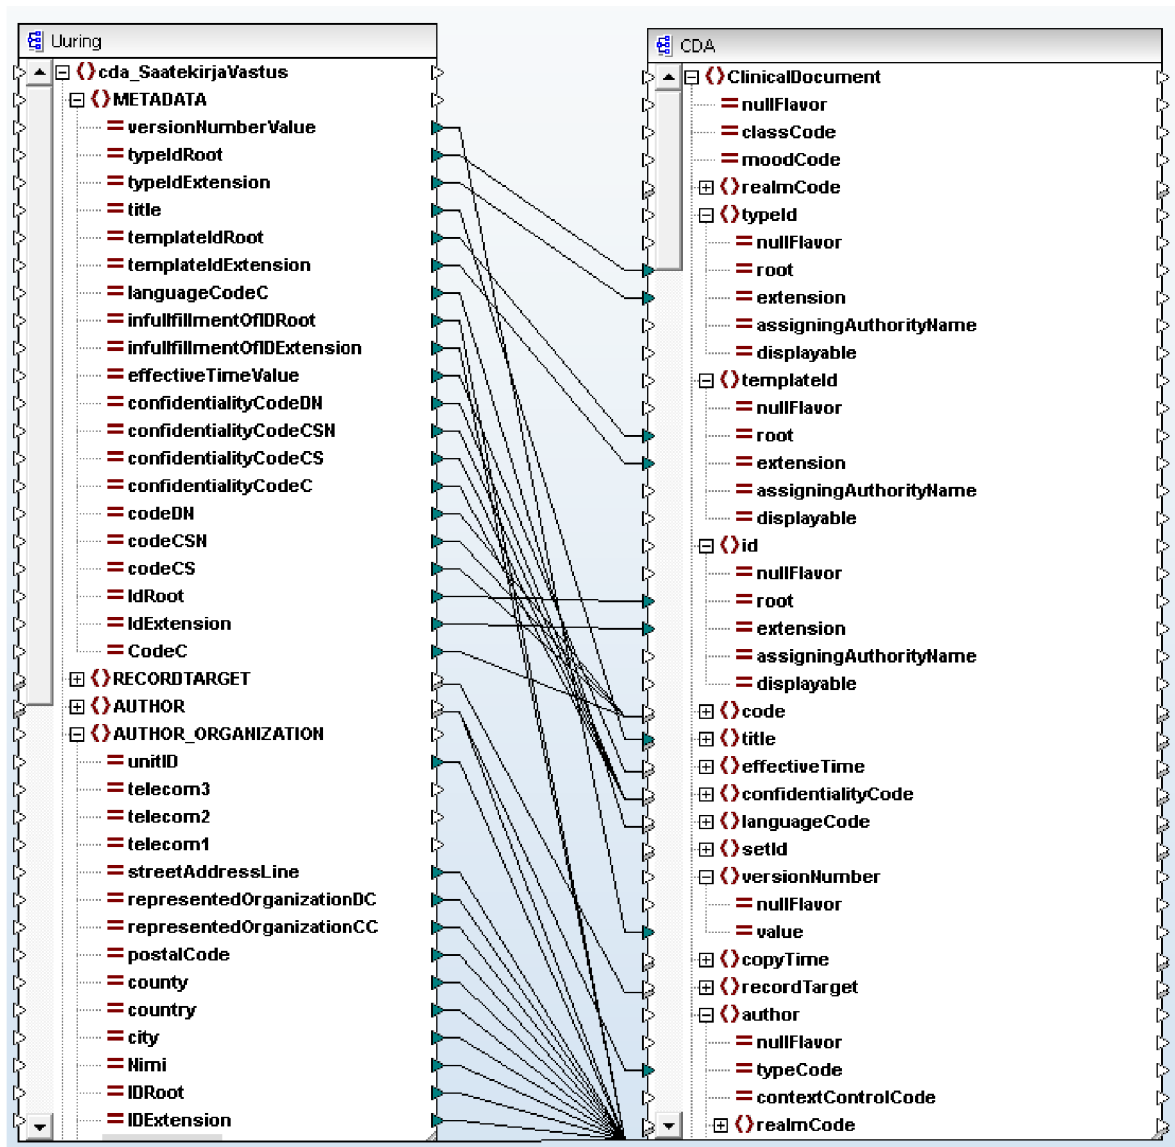 Uuring
cda_SaatekirjaVastus
METADATA
versionNumberValue
typeIdRoot
typeIdExtension
title
templateIdRoot
templateIdExtension
languageCodeC
infullfillmentOfIDRoot
infullfillmentOfIDExtension
effectiveTimeValue
confidentialityCodeDN
confidentialityCodeCSN
confidentialityCodeCS
confidentialityCodeC
codeDN
codeCSN
codeCS
IdRoot
IdExtension
CodeC
RECORDTARGET
AUTHOR
AUTHOR_ORGANIZATION
unitID
telecom3
telecom2
telecom1
streetAddressLine
representedOrganizationDC
representedOrganizationCC
postalCode
county
country
city
Nimi
IDRoot
IDExtension
CDA
ClinicalDocument
nullFlavor
classCode
moodCode
realmCode
typeId
nullFlavor
root
extension
assigningAuthorityName
displayable
templateId
nullFlavor
root
extension
assigningAuthorityName
displayable
id
nullFlavor
root
extension
assigningAuthorityName
displayable
code
title
effectiveTime
confidentialityCode
languageCode
setId
versionNumber
nullFlavor
value
copyTime
recordTarget
author
nullFlavor
typeCode
contextControlCode
realmCode